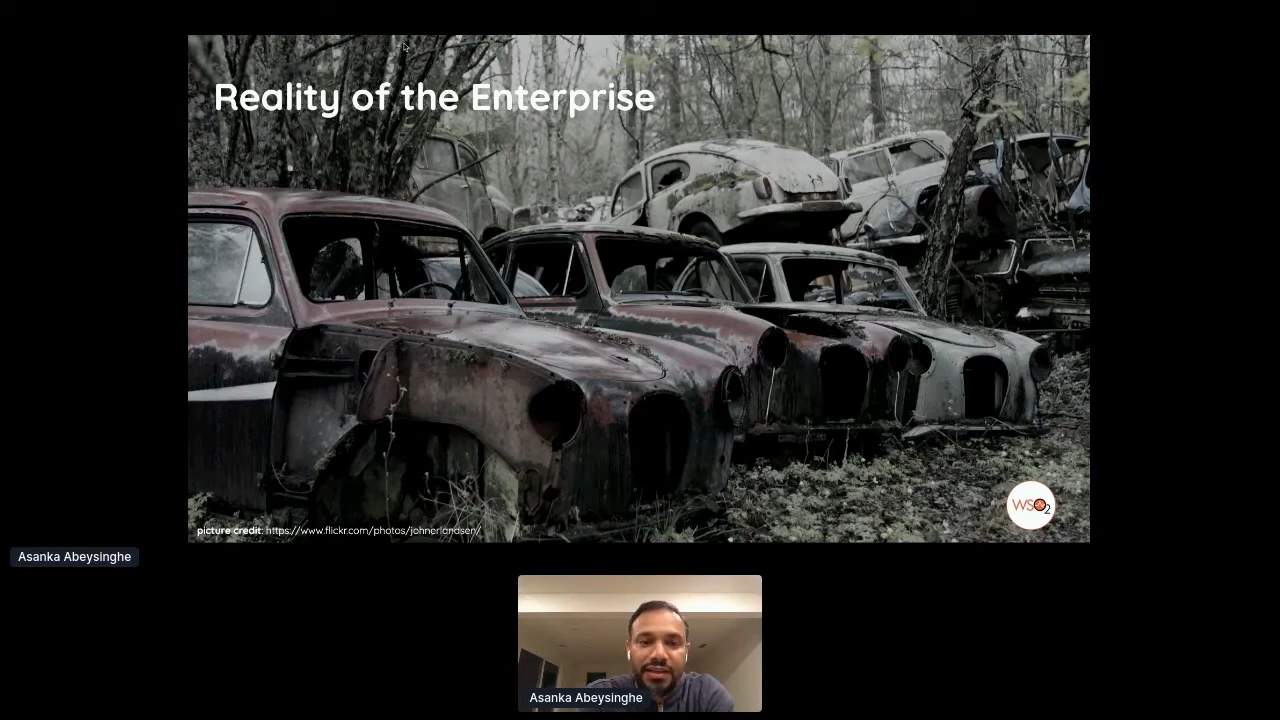 Reality of the Enterprise
WSO2
picture credit: https://www.flickr.com/photos/johnerlandsen/
Asanka Abeysinghe
Asanka Abeysinghe